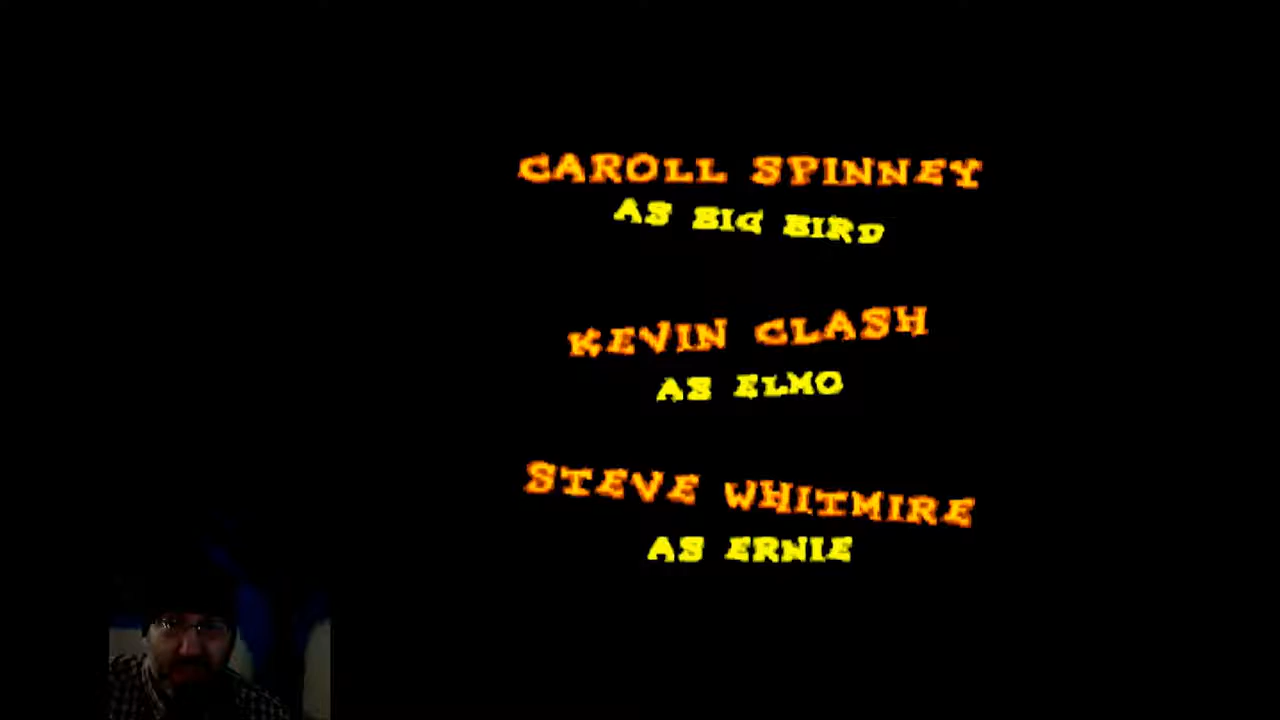 CAROLL SPINNEY
AS BIG BIRD
KEVIN CLASH
AS ELMO
STEVE WHITMIRE
AS ERNIE